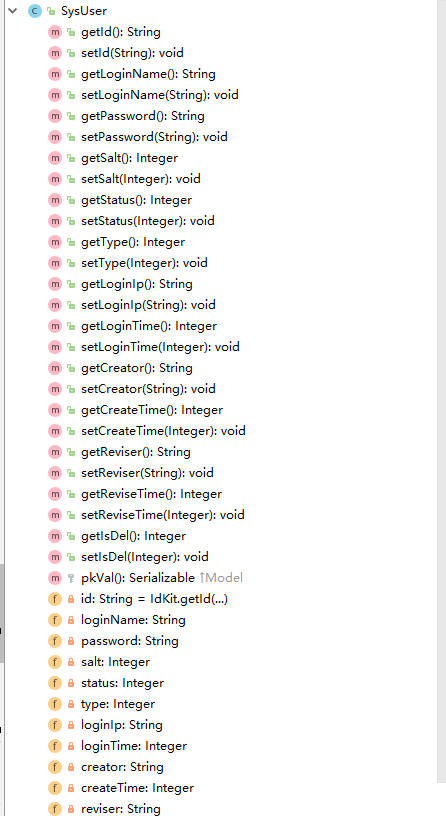 SysUser
getId(): String
setId(String): void
getLoginName(): String
setLoginName(String): void
getPassword(): String
setPassword(String): void
getSalt(): Integer
setSalt(Integer): void
getStatus(): Integer
setStatus(Integer): void
getType(): Integer
setType(Integer): void
getLoginIp(): String
setLoginIp(String): void
getLoginTime(): Integer
setLoginTime(Integer): void
getCreator(): String
setCreator(String): void
getCreateTime(): Integer
setCreateTime(Integer): void
getReviser(): String
setReviser(String): void
getReviseTime(): Integer
setReviseTime(Integer): void
getIsDel(): Integer
setIsDel(Integer): void
pkVal(): Serializable ↑Model
id: String = IdKit.getId(...)
loginName: String
password: String
salt: Integer
status: Integer
type: Integer
loginIp: String
loginTime: Integer
creator: String
createTime: Integer
reviser: String